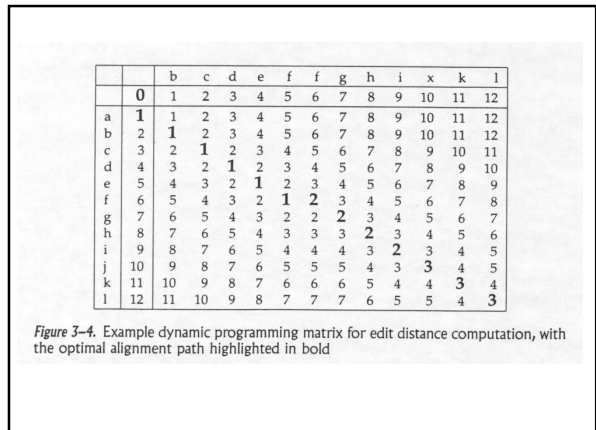 b c d e f f g h i x k l
0 1 2 3 4 5 6 7 8 9 10 11 12
a 1 1 2 3 4 5 6 7 8 9 10 11 12
b 2 1 2 3 4 5 6 7 8 9 10 11 12
c 3 2 1 2 3 4 5 6 7 8 9 10 11
d 4 3 2 1 2 3 4 5 6 7 8 9 10
e 5 4 3 2 1 2 3 4 5 6 7 8 9
f 6 5 4 3 2 1 2 3 4 5 6 7 8
g 7 6 5 4 3 2 2 2 3 4 5 6 7
h 8 7 6 5 4 3 3 3 2 3 4 5 6
i 9 8 7 6 5 4 4 4 3 2 3 4 5
j 10 9 8 7 6 5 5 5 4 3 3 4 5
k 11 10 9 8 7 6 6 6 5 4 4 3 4
l 12 11 10 9 8 7 7 7 6 5 5 4 3
Figure 3–4. Example dynamic programming matrix for edit distance computation, with
the optimal alignment path highlighted in bold